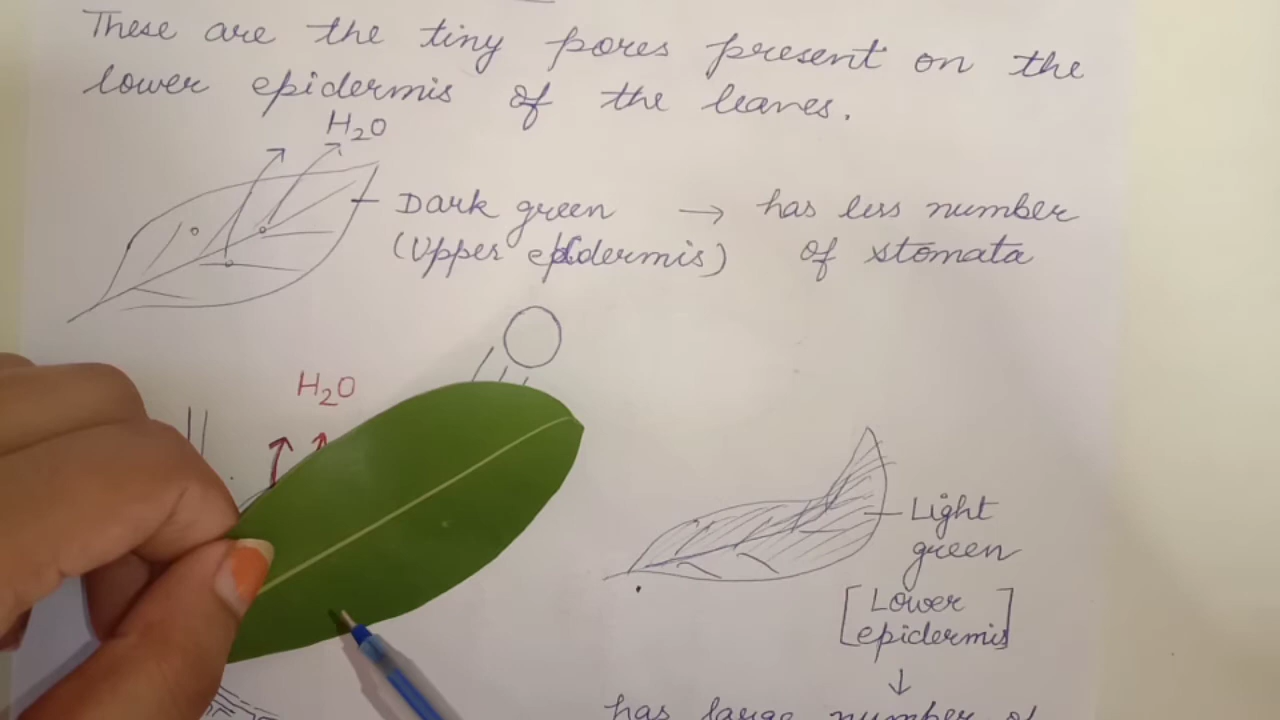 These are the tiny pores present on the
lower epidermis of the leaves.
H₂O
Dark green → has less number
(Upper epidermis) of stomata
H₂O
Light
green
[Lower
epidermis]
↓
has large number of